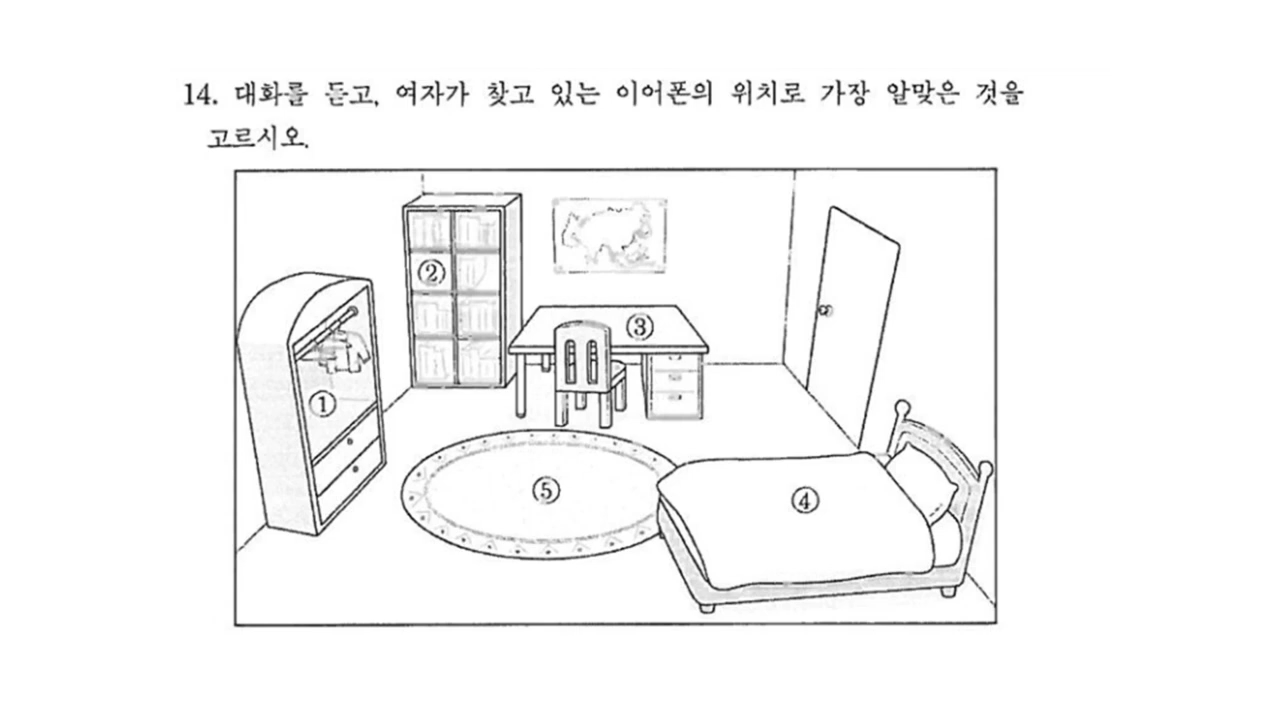 14. 대화를 듣고, 여자가 찾고 있는 이어폰의 위치로 가장 알맞은 것을
고르시오.
②
③
①
⑤
④